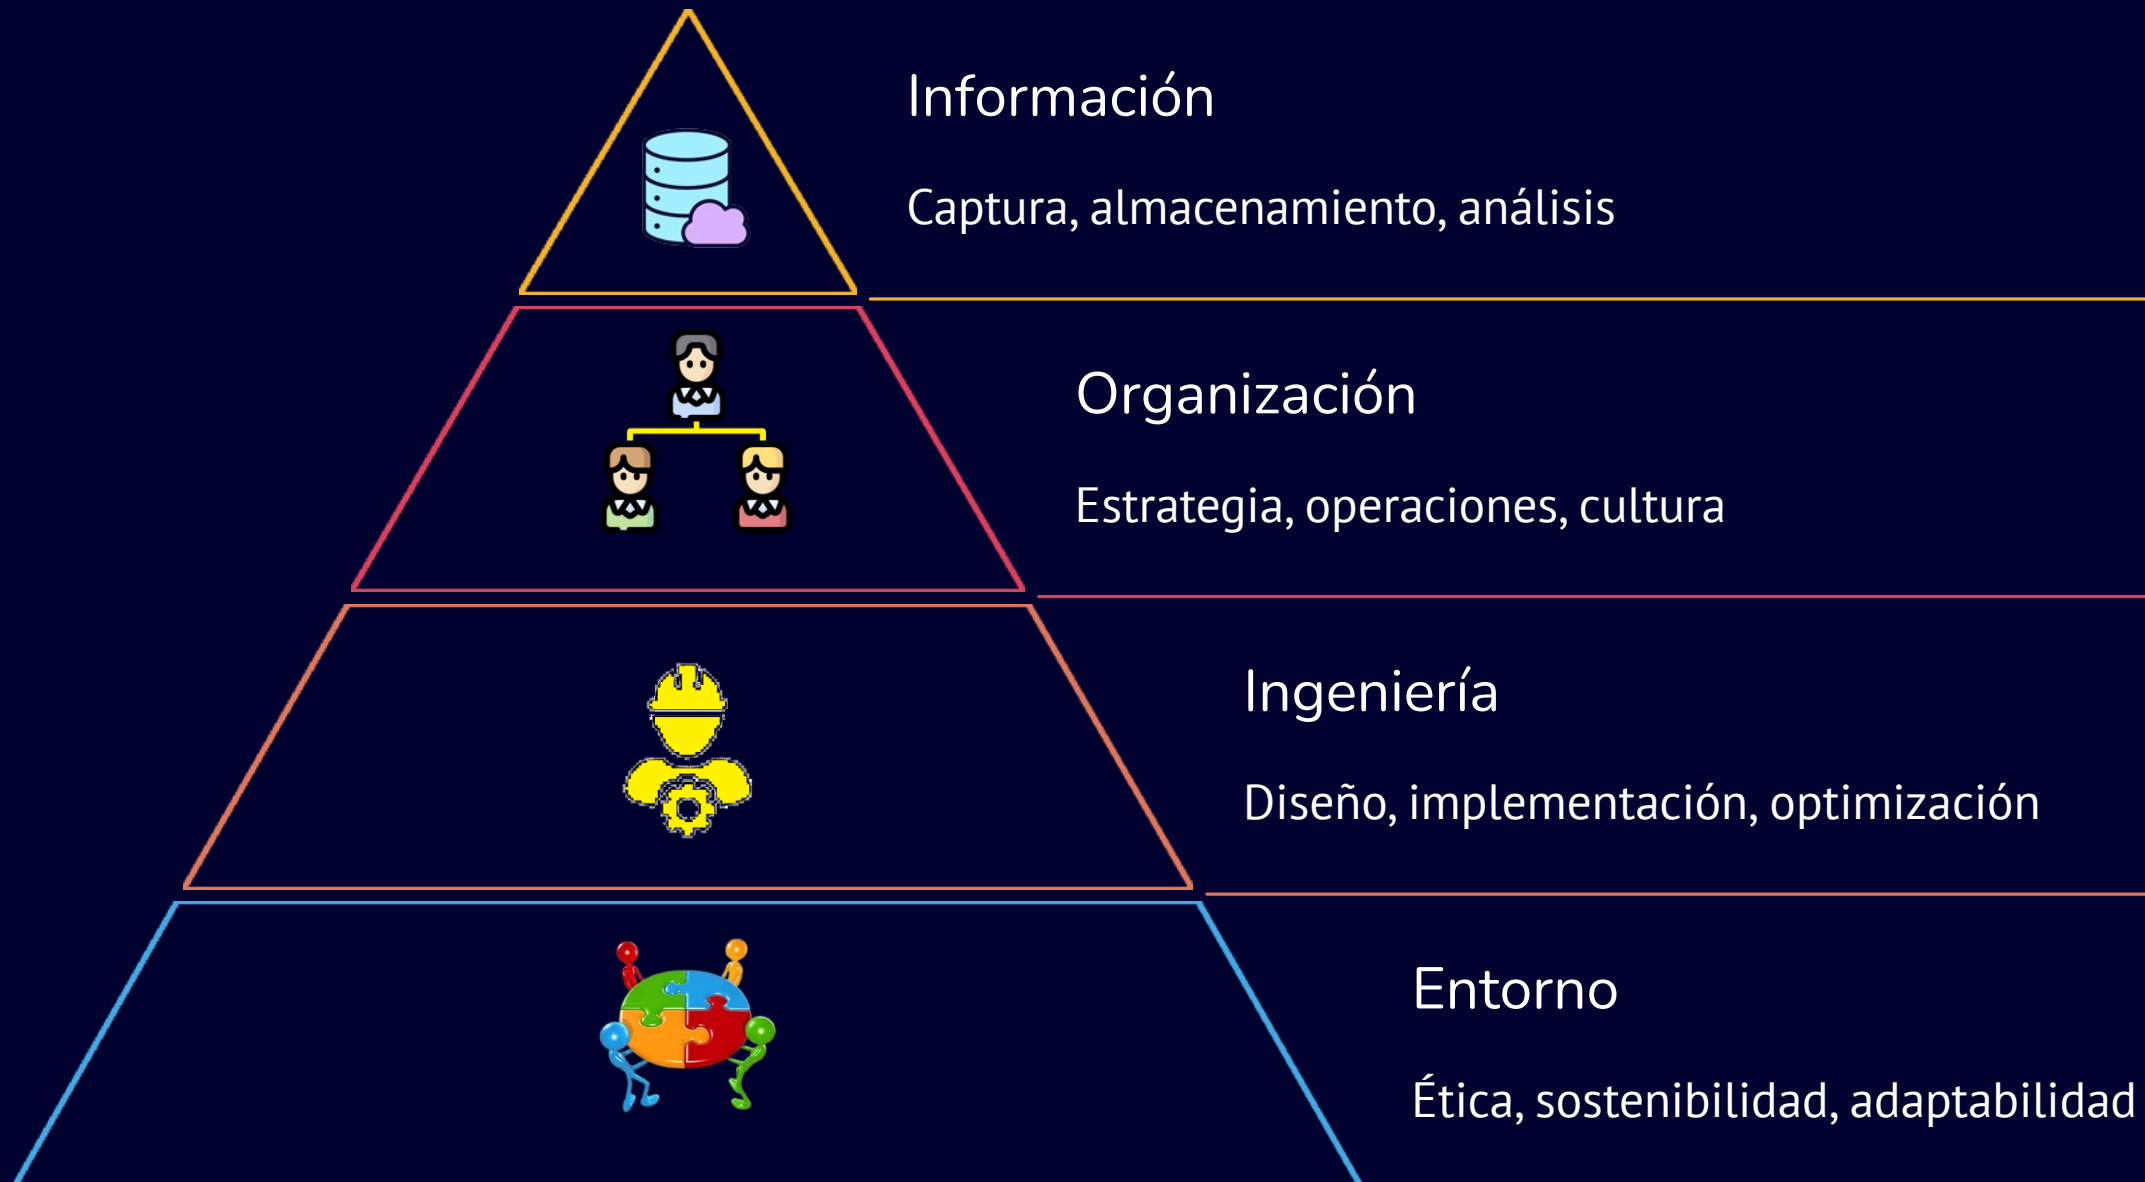 Información
Captura, almacenamiento, análisis
Organización
Estrategia, operaciones, cultura
Ingeniería
Diseño, implementación, optimización
Entorno
Ética, sostenibilidad, adaptabilidad